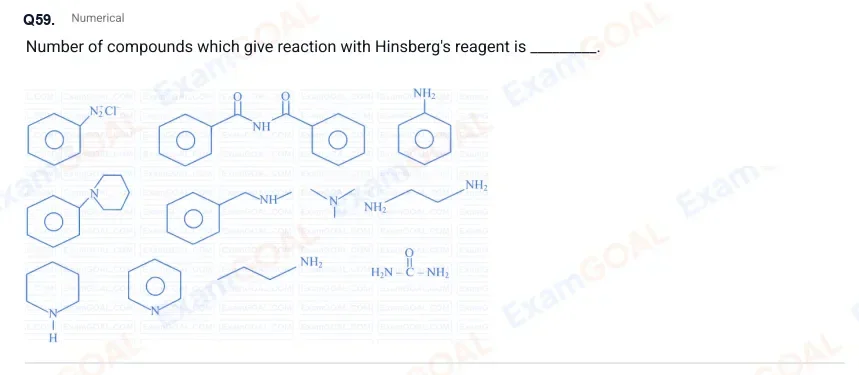 Q59. Numerical
Number of compounds which give reaction with Hinsberg's reagent is ________.
N₂⁺Cl⁻
O O
NH
NH₂
N
NH
N
NH₂
NH₂
N
H
N
NH₂
O
H₂N – C – NH₂
ExamGOAL